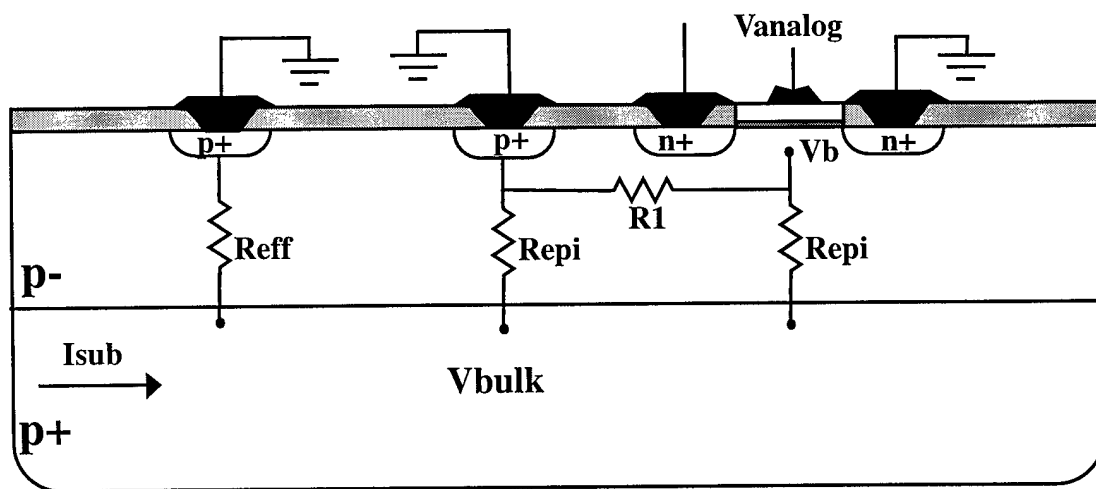 Vanalog
p+
p+
n+
Vb
n+
R1
Reff
Repi
Repi
p-
Isub
Vbulk
p+